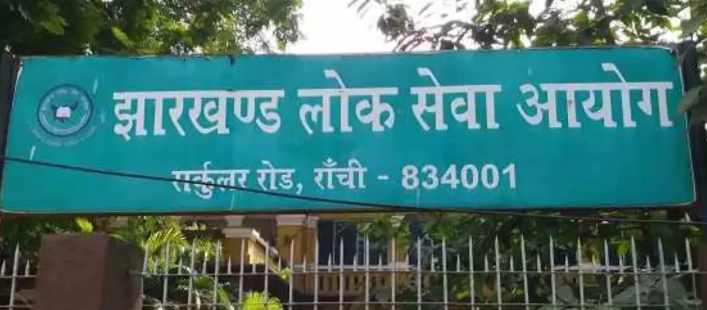 झारखण्ड लोक सेवा आयोग
सर्कुलर रोड, राँची - 834001